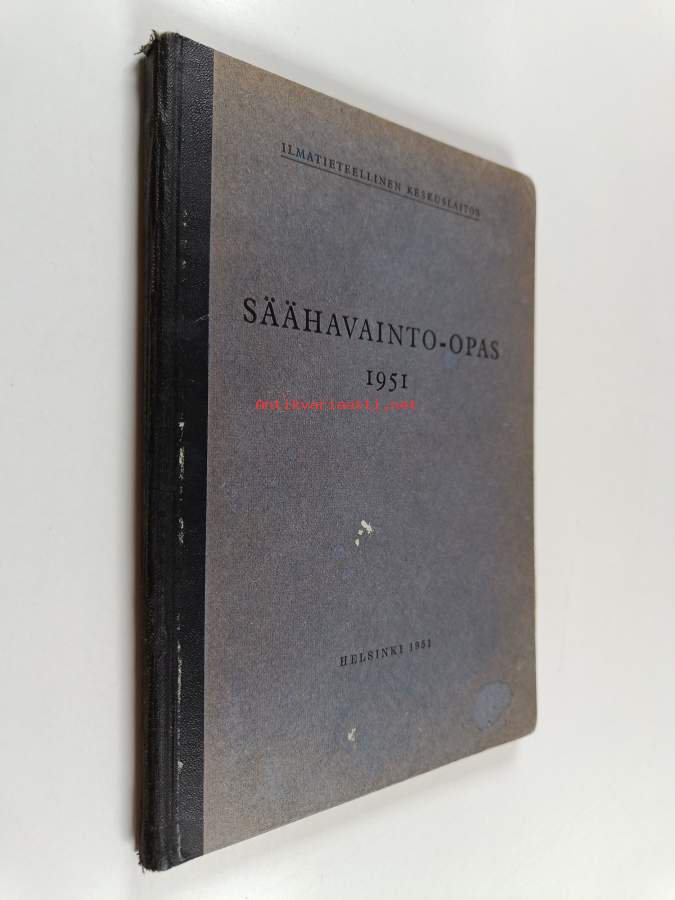 ILMATIETEELLINEN KESKUSLAITOS
SÄÄHAVAINTO-OPAS
1951
Antikvariaatti.net
HELSINKI 1951